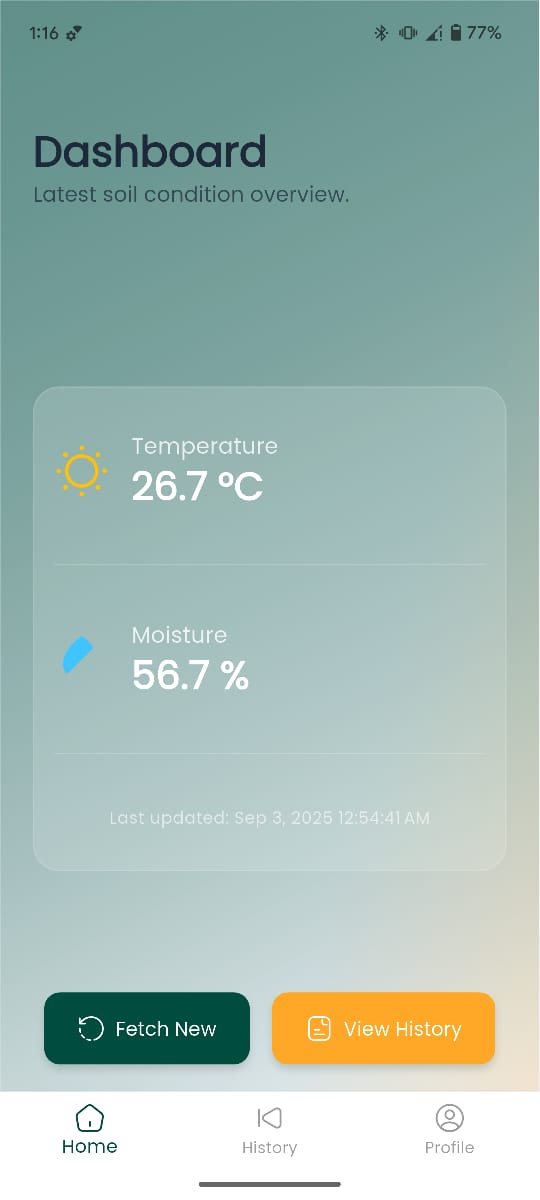 1:16 77%
Dashboard
Latest soil condition overview.
Temperature
26.7 °C
Moisture
56.7 %
Last updated: Sep 3, 2025 12:54:41 AM
Fetch New View History
Home History Profile